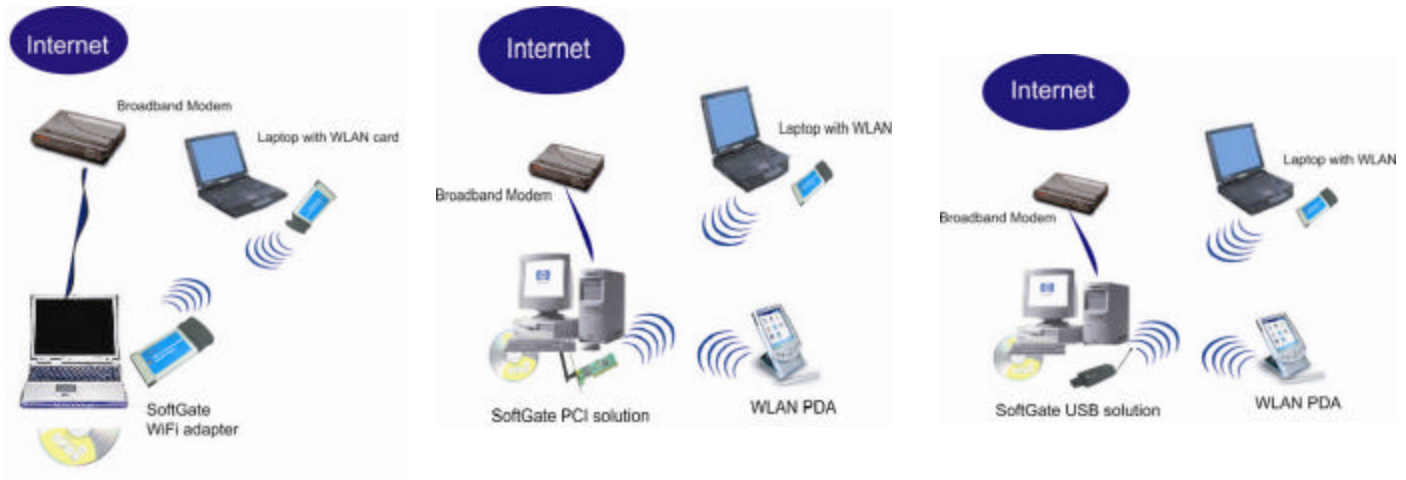 Internet
Broadband Modem
Laptop with WLAN card
SoftGate
WiFi adapter
Internet
Laptop with WLAN
Broadband Modem
SoftGate PCI solution
WLAN PDA
Internet
Laptop with WLAN
Broadband Modem
SoftGate USB solution
WLAN PDA